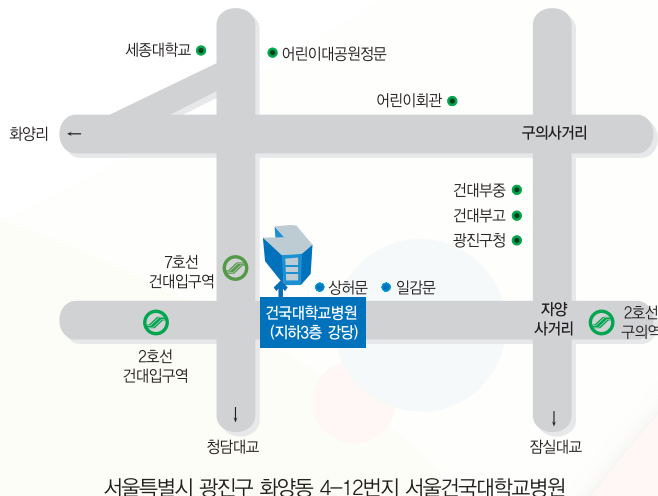 세종대학교
어린이대공원정문
어린이회관
화양리
←
구의사거리
건대부중
건대부고
광진구청
7호선
건대입구역
상허문
일감문
건국대학교병원
(지하3층 강당)
자양
사거리
2호선
구의역
2호선
건대입구역
↓
↓
청담대교
잠실대교
서울특별시 광진구 화양동 4-12번지 서울건국대학교병원